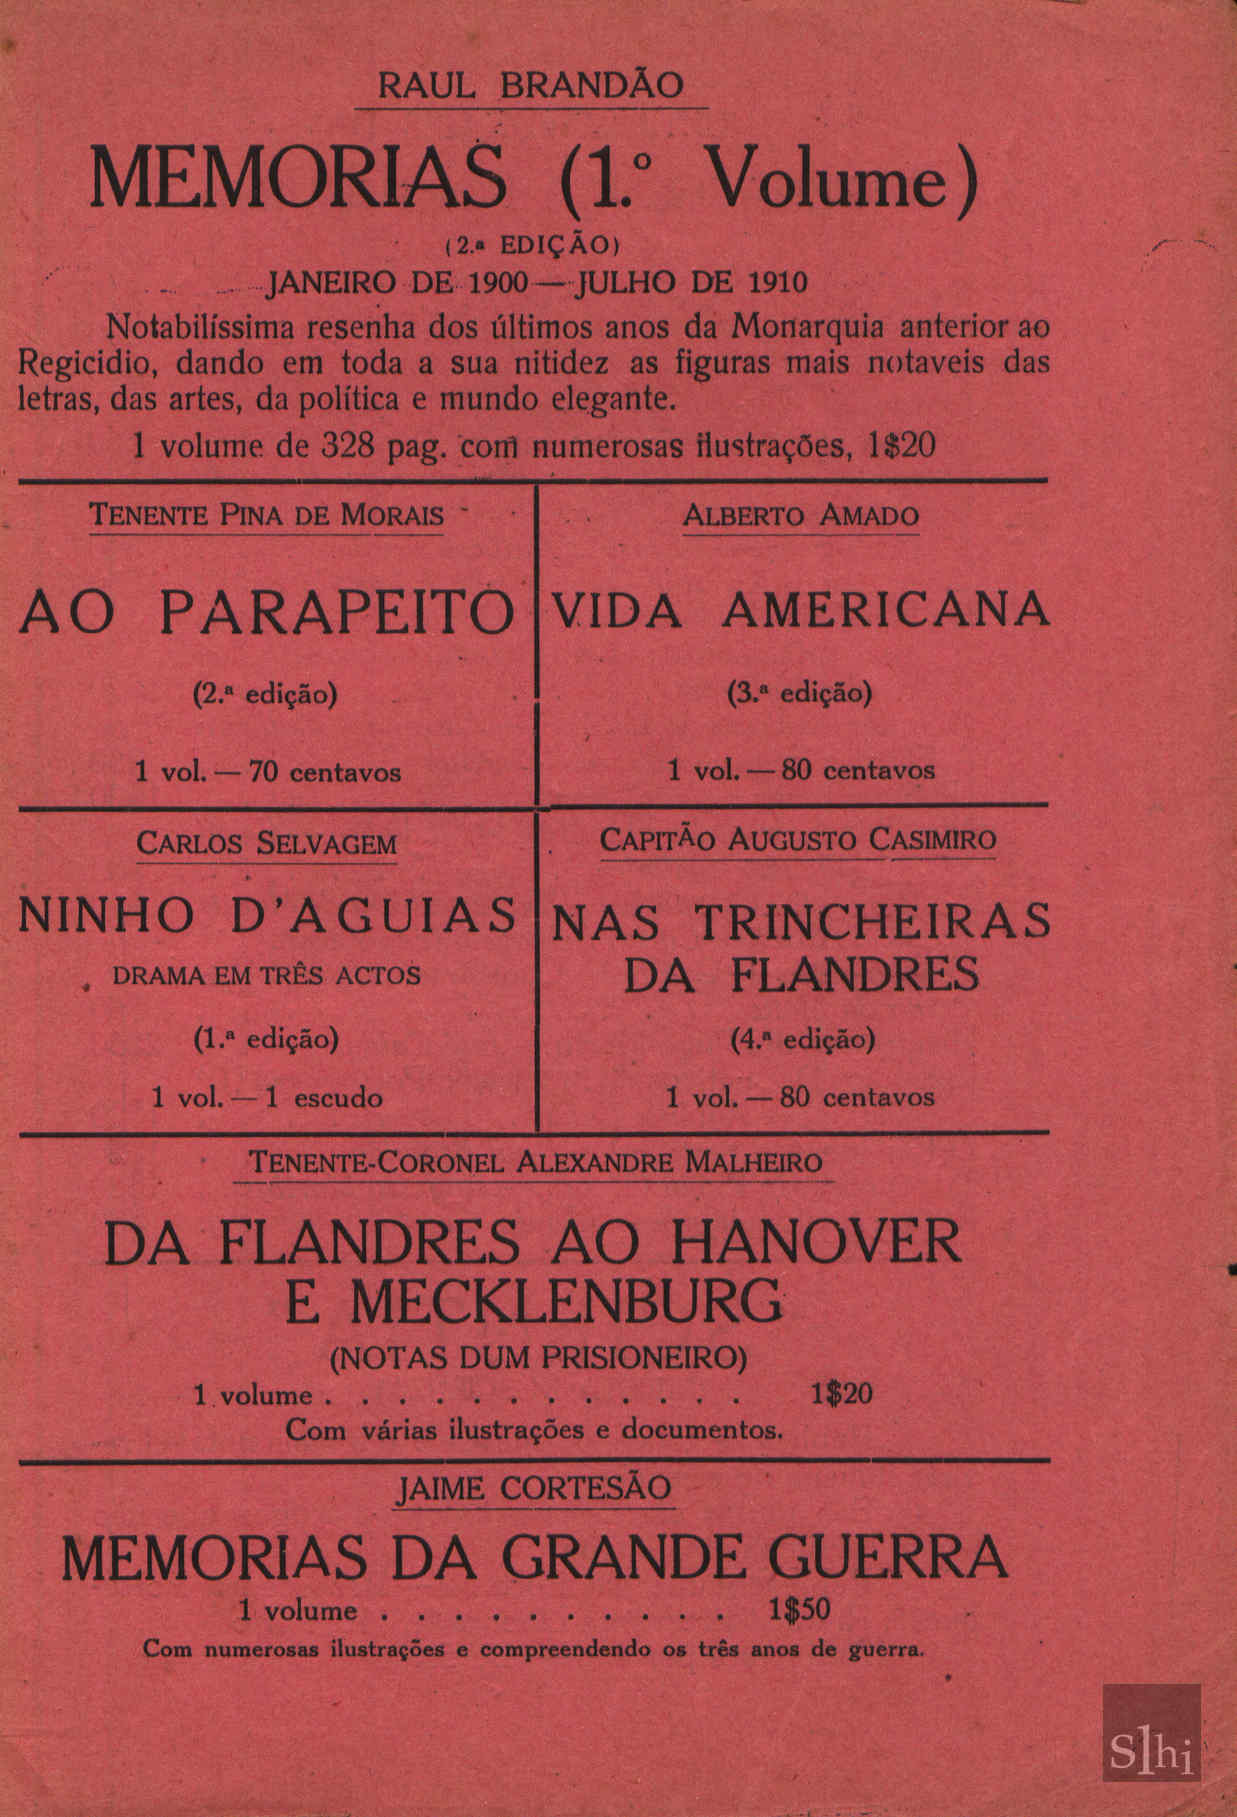 RAUL BRANDÃO
MEMORIAS (1.º Volume)
(2.ª EDIÇÃO)
JANEIRO DE 1900—JULHO DE 1910
Notabilíssima resenha dos últimos anos da Monarquia anterior ao
Regicidio, dando em toda a sua nitidez as figuras mais notaveis das
letras, das artes, da política e mundo elegante.
1 volume de 328 pag. com numerosas ilustrações, 1$20
TENENTE PINA DE MORAIS
AO PARAPEITO
(2.ª edição)
1 vol. — 70 centavos
ALBERTO AMADO
VIDA AMERICANA
(3.ª edição)
1 vol. — 80 centavos
CARLOS SELVAGEM
NINHO D'AGUIAS
DRAMA EM TRÊS ACTOS
(1.ª edição)
1 vol. — 1 escudo
CAPITÃO AUGUSTO CASIMIRO
NAS TRINCHEIRAS
DA FLANDRES
(4.ª edição)
1 vol. — 80 centavos
TENENTE-CORONEL ALEXANDRE MALHEIRO
DA FLANDRES AO HANOVER
E MECKLENBURG
(NOTAS DUM PRISIONEIRO)
1 volume . . . . . . . . . . . . 1$20
Com várias ilustrações e documentos.
JAIME CORTESÃO
MEMORIAS DA GRANDE GUERRA
1 volume . . . . . . . . . . 1$50
Com numerosas ilustrações e compreendendo os três anos de guerra.
slhi